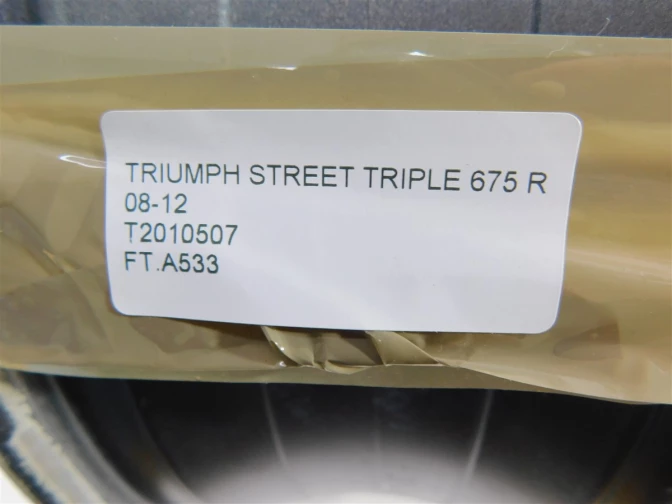 TRIUMPH STREET TRIPLE 675 R
08-12
T2010507
FT.A533